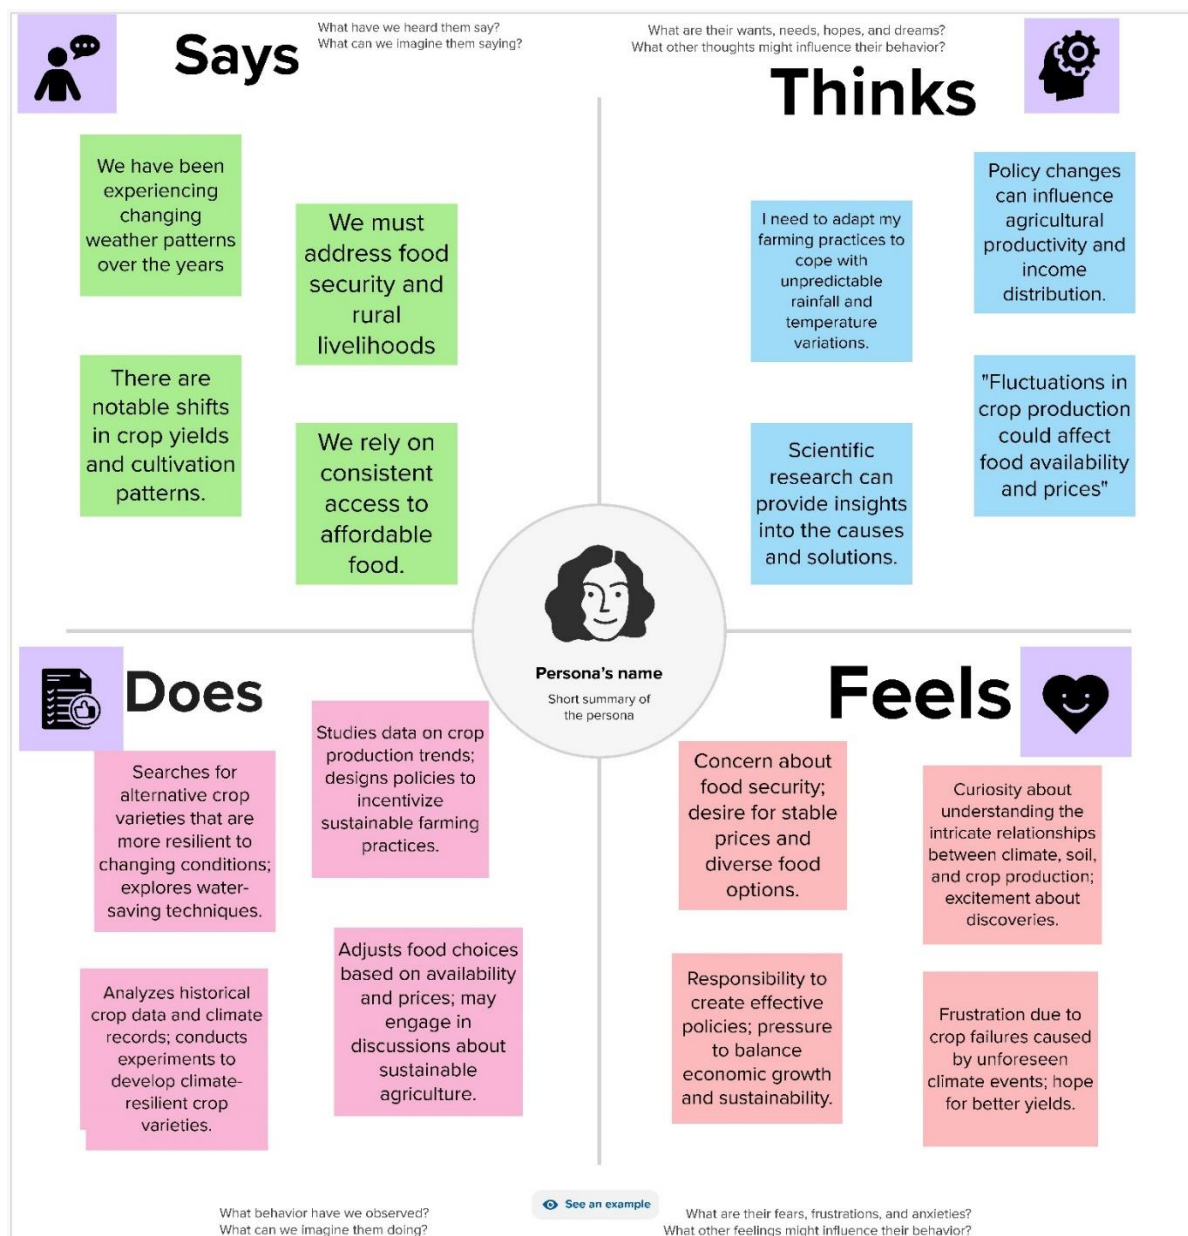 Says
What have we heard them say?
What can we imagine them saying?
We have been
experiencing
changing
weather patterns
over the years
We must
address food
security and
rural
livelihoods
There are
notable shifts
in crop yields
and cultivation
patterns.
We rely on
consistent
access to
affordable
food.
What are their wants, needs, hopes, and dreams?
What other thoughts might influence their behavior?
Thinks
I need to adapt my
farming practices to
cope with
unpredictable
rainfall and
temperature
variations.
Policy changes
can influence
agricultural
productivity and
income
distribution.
Scientific
research can
provide insights
into the causes
and solutions.
"Fluctuations in
crop production
could affect
food availability
and prices"
Persona's name
Short summary of
the persona
Does
Searches for
alternative crop
varieties that are
more resilient to
changing conditions;
explores water-
saving techniques.
Studies data on crop
production trends;
designs policies to
incentivize
sustainable farming
practices.
Analyzes historical
crop data and climate
records; conducts
experiments to
develop climate-
resilient crop
varieties.
Adjusts food choices
based on availability
and prices; may
engage in
discussions about
sustainable
agriculture.
What behavior have we observed?
What can we imagine them doing?
Feels
Concern about
food security;
desire for stable
prices and
diverse food
options.
Curiosity about
understanding the
intricate relationships
between climate, soil,
and crop production;
excitement about
discoveries.
Responsibility to
create effective
policies; pressure
to balance
economic growth
and sustainability.
Frustration due to
crop failures caused
by unforeseen
climate events; hope
for better yields.
See an example
What are their fears, frustrations, and anxieties?
What other feelings might influence their behavior?